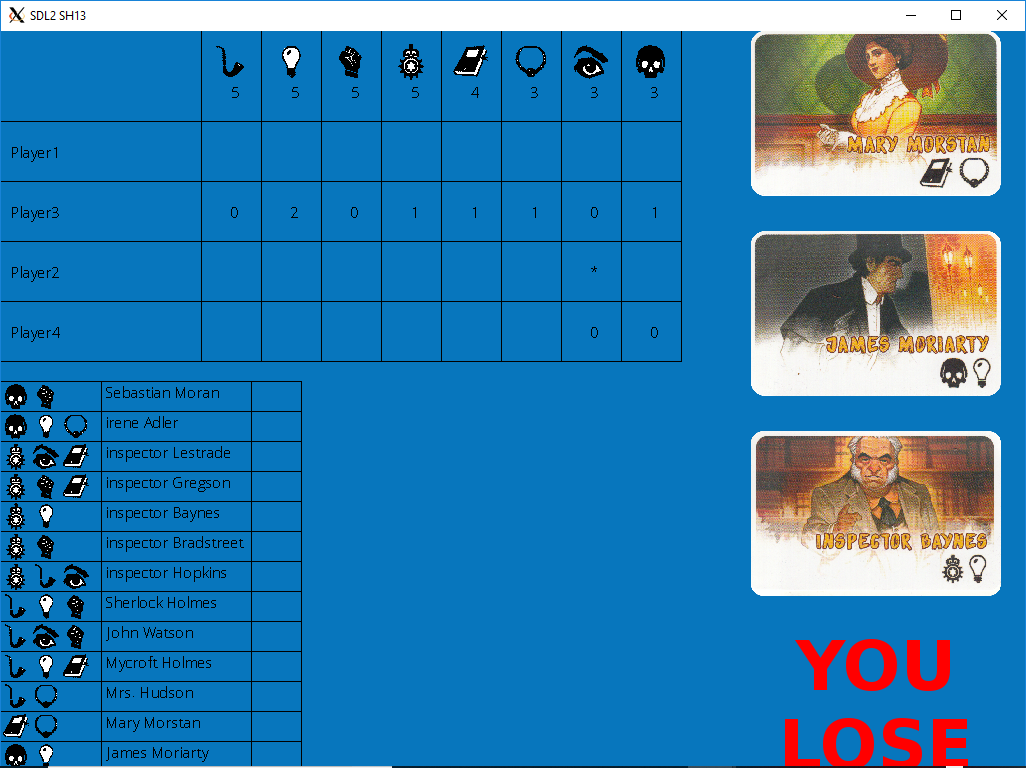 SDL2 SH13
5 5 5 5 4 3 3 3
Player1
Player3 0 2 0 1 1 1 0 1
Player2 *
Player4 0 0
Sebastian Moran
irene Adler
inspector Lestrade
inspector Gregson
inspector Baynes
inspector Bradstreet
inspector Hopkins
Sherlock Holmes
John Watson
Mycroft Holmes
Mrs. Hudson
Mary Morstan
James Moriarty
MARY MORSTAN
JAMES MORIARTY
INSPECTOR BAYNES
YOU
LOSE